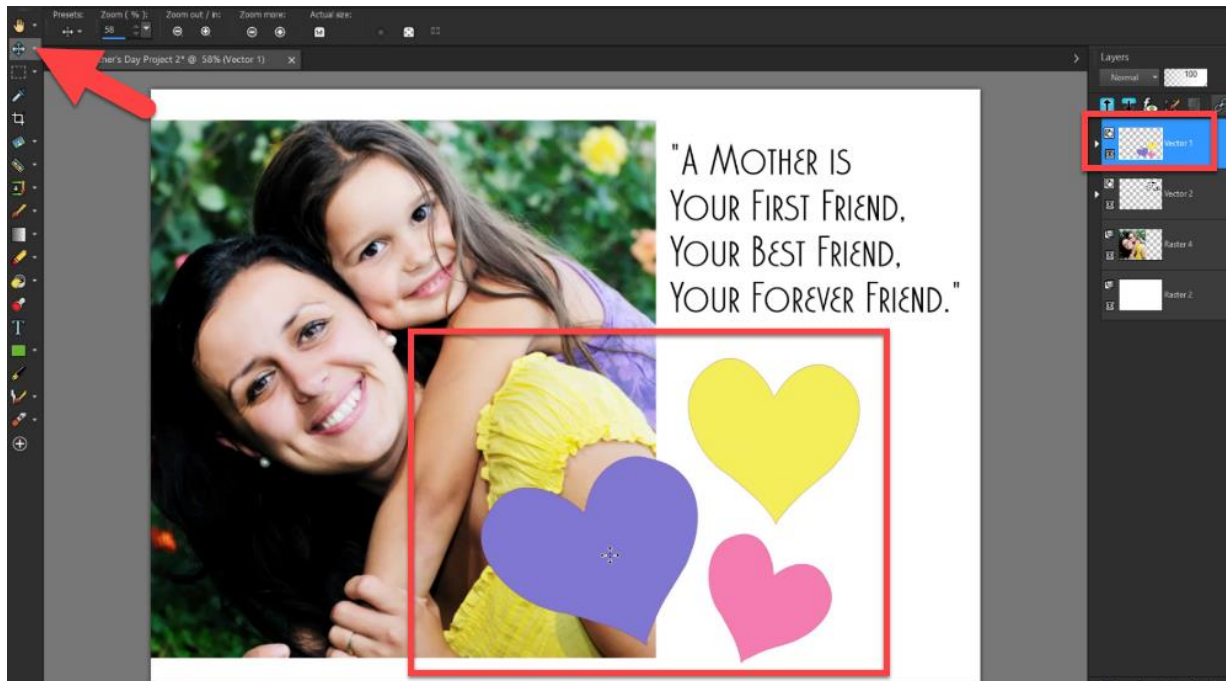 Presets: Zoom ( % ): Zoom out / in: Zoom more: Actual size:
58
ther's Day Project 2* @ 58% (Vector 1) ×
Layers
Normal 100
Vector 1
Vector 2
Raster 4
Raster 2
"A Mother is
Your First Friend,
Your Best Friend,
Your Forever Friend."
T